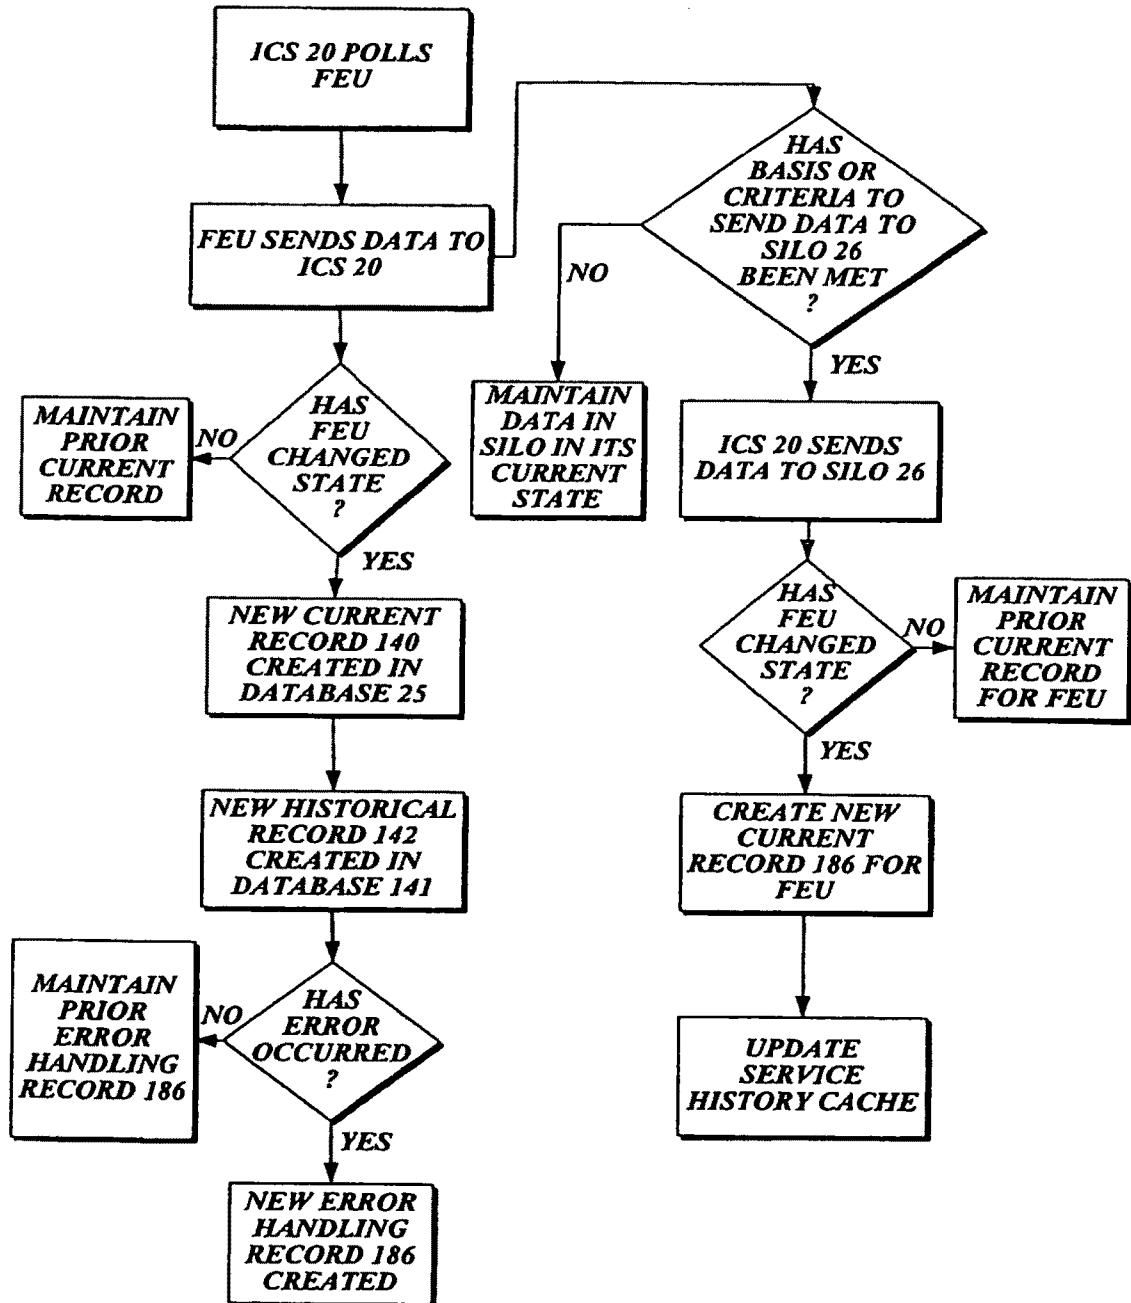 ICS 20 POLLS
FEU
FEU SENDS DATA TO
ICS 20
HAS
FEU
CHANGED
STATE
?
NO
MAINTAIN
PRIOR
CURRENT
RECORD
YES
NEW CURRENT
RECORD 140
CREATED IN
DATABASE 25
NEW HISTORICAL
RECORD 142
CREATED IN
DATABASE 141
HAS
ERROR
OCCURRED
?
NO
MAINTAIN
PRIOR
ERROR
HANDLING
RECORD 186
YES
NEW ERROR
HANDLING
RECORD 186
CREATED
HAS
BASIS OR
CRITERIA TO
SEND DATA TO
SILO 26
BEEN MET
?
NO
MAINTAIN
DATA IN
SILO IN ITS
CURRENT
STATE
YES
ICS 20 SENDS
DATA TO SILO 26
HAS
FEU
CHANGED
STATE
?
NO
MAINTAIN
PRIOR
CURRENT
RECORD
FOR FEU
YES
CREATE NEW
CURRENT
RECORD 186 FOR
FEU
UPDATE
SERVICE
HISTORY CACHE